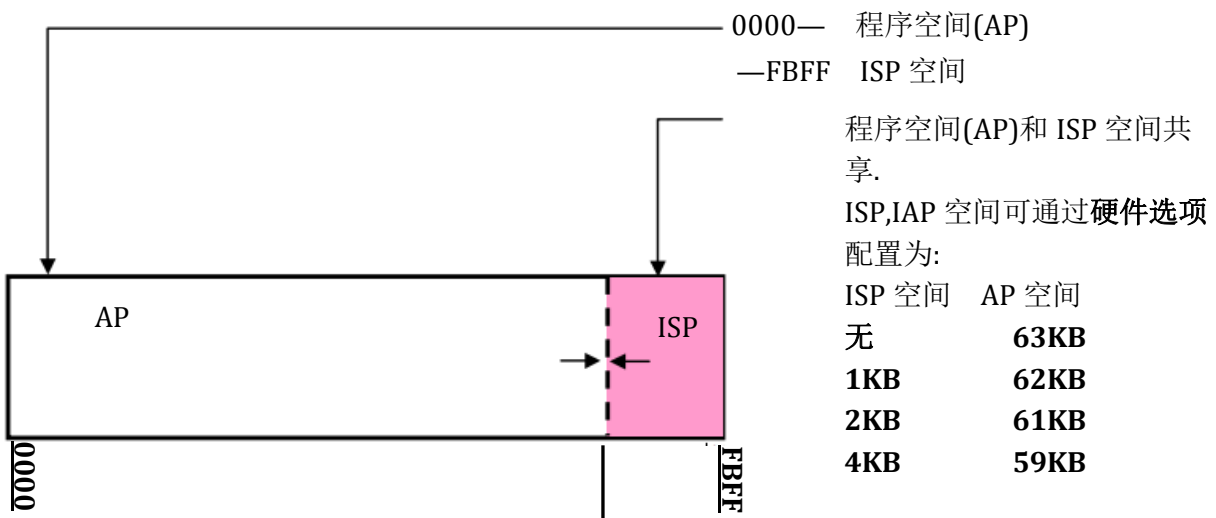 0000— 程序空间(AP)
—FBFF ISP 空间
程序空间(AP)和 ISP 空间共
享.
ISP,IAP 空间可通过硬件选项
配置为:
ISP 空间 AP 空间
无 63KB
1KB 62KB
2KB 61KB
4KB 59KB
AP
ISP
0000
FBFF